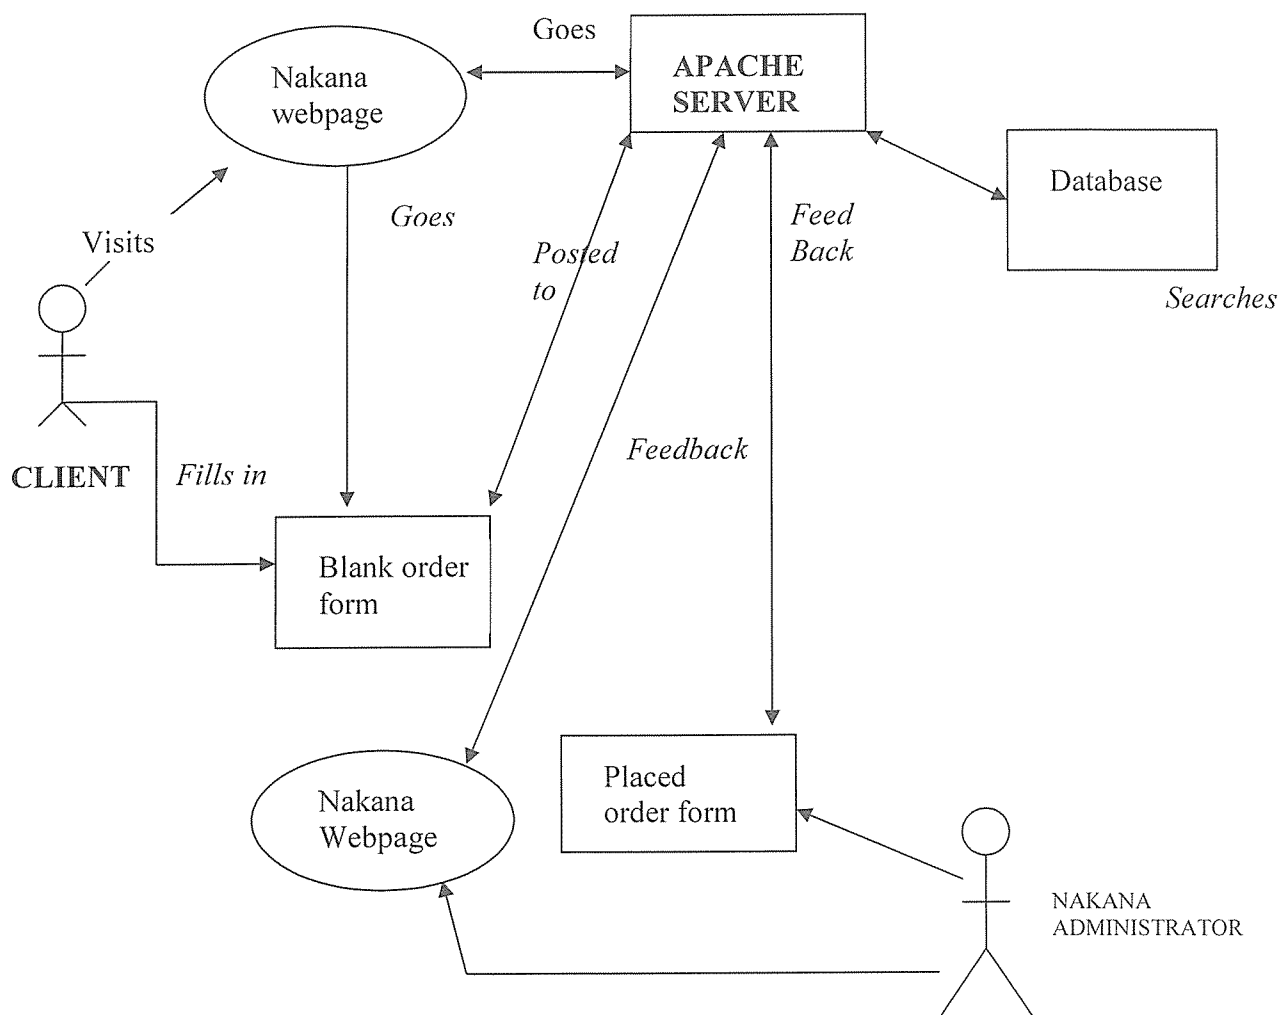 Goes
APACHE
SERVER
Nakana
webpage
Database
Visits
Goes
Feed
Back
Posted
to
Searches
CLIENT
Fills in
Feedback
Blank order
form
Placed
order form
Nakana
Webpage
NAKANA
ADMINISTRATOR